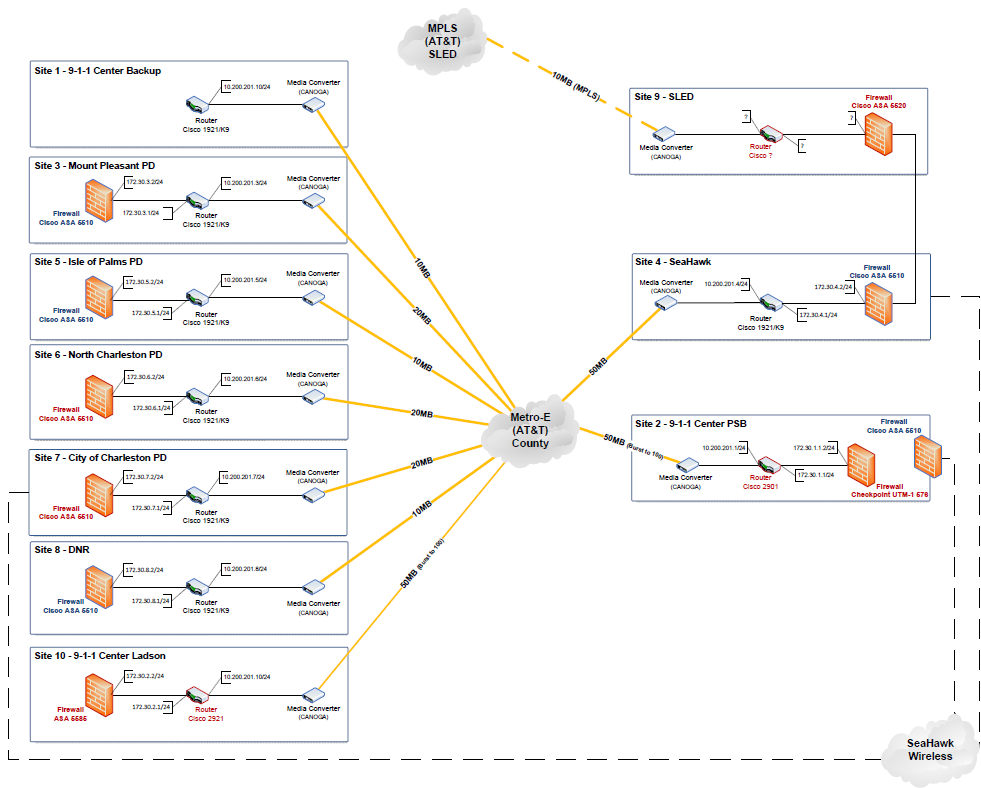 MPLS
(AT&T)
SLED
10MB (MPLS)
Site 1 - 9-1-1 Center Backup
10.200.201.10/24
Router
Cisco 1921/K9
Media Converter
(CANOGA)
10MB
Site 3 - Mount Pleasant PD
Firewall
Cisco ASA 5510
172.30.3.2/24
172.30.3.1/24
10.200.201.3/24
Router
Cisco 1921/K9
Media Converter
(CANOGA)
20MB
Site 5 - Isle of Palms PD
Firewall
Cisco ASA 5510
172.30.5.2/24
172.30.5.1/24
10.200.201.5/24
Router
Cisco 1921/K9
Media Converter
(CANOGA)
10MB
Site 6 - North Charleston PD
Firewall
Cisco ASA 5510
172.30.6.2/24
172.30.6.1/24
10.200.201.6/24
Router
Cisco 1921/K9
Media Converter
(CANOGA)
20MB
Site 7 - City of Charleston PD
Firewall
Cisco ASA 5510
172.30.7.2/24
172.30.7.1/24
10.200.201.7/24
Router
Cisco 1921/K9
Media Converter
(CANOGA)
20MB
Site 8 - DNR
Firewall
Cisco ASA 5510
172.30.8.2/24
172.30.8.1/24
10.200.201.8/24
Router
Cisco 1921/K9
Media Converter
(CANOGA)
10MB
Site 10 - 9-1-1 Center Ladson
Firewall
ASA 5585
172.30.2.2/24
172.30.2.1/24
10.200.201.10/24
Router
Cisco 2921
Media Converter
(CANOGA)
50MB (Burst to 100)
Metro-E
(AT&T)
County
Site 9 - SLED
Media Converter
(CANOGA)
?
Router
Cisco ?
?
?
Firewall
Cisco ASA 5520
Site 4 - SeaHawk
Media Converter
(CANOGA)
10.200.201.4/24
Router
Cisco 1921/K9
172.30.4.2/24
172.30.4.1/24
Firewall
Cisco ASA 5510
50MB
Site 2 - 9-1-1 Center PSB
50MB (Burst to 100)
Media Converter
(CANOGA)
10.200.201.1/24
Router
Cisco 2901
172.30.1.1.2/24
172.30.1.1/24
Firewall
Checkpoint UTM-1 576
Firewall
Cisco ASA 5510
SeaHawk
Wireless